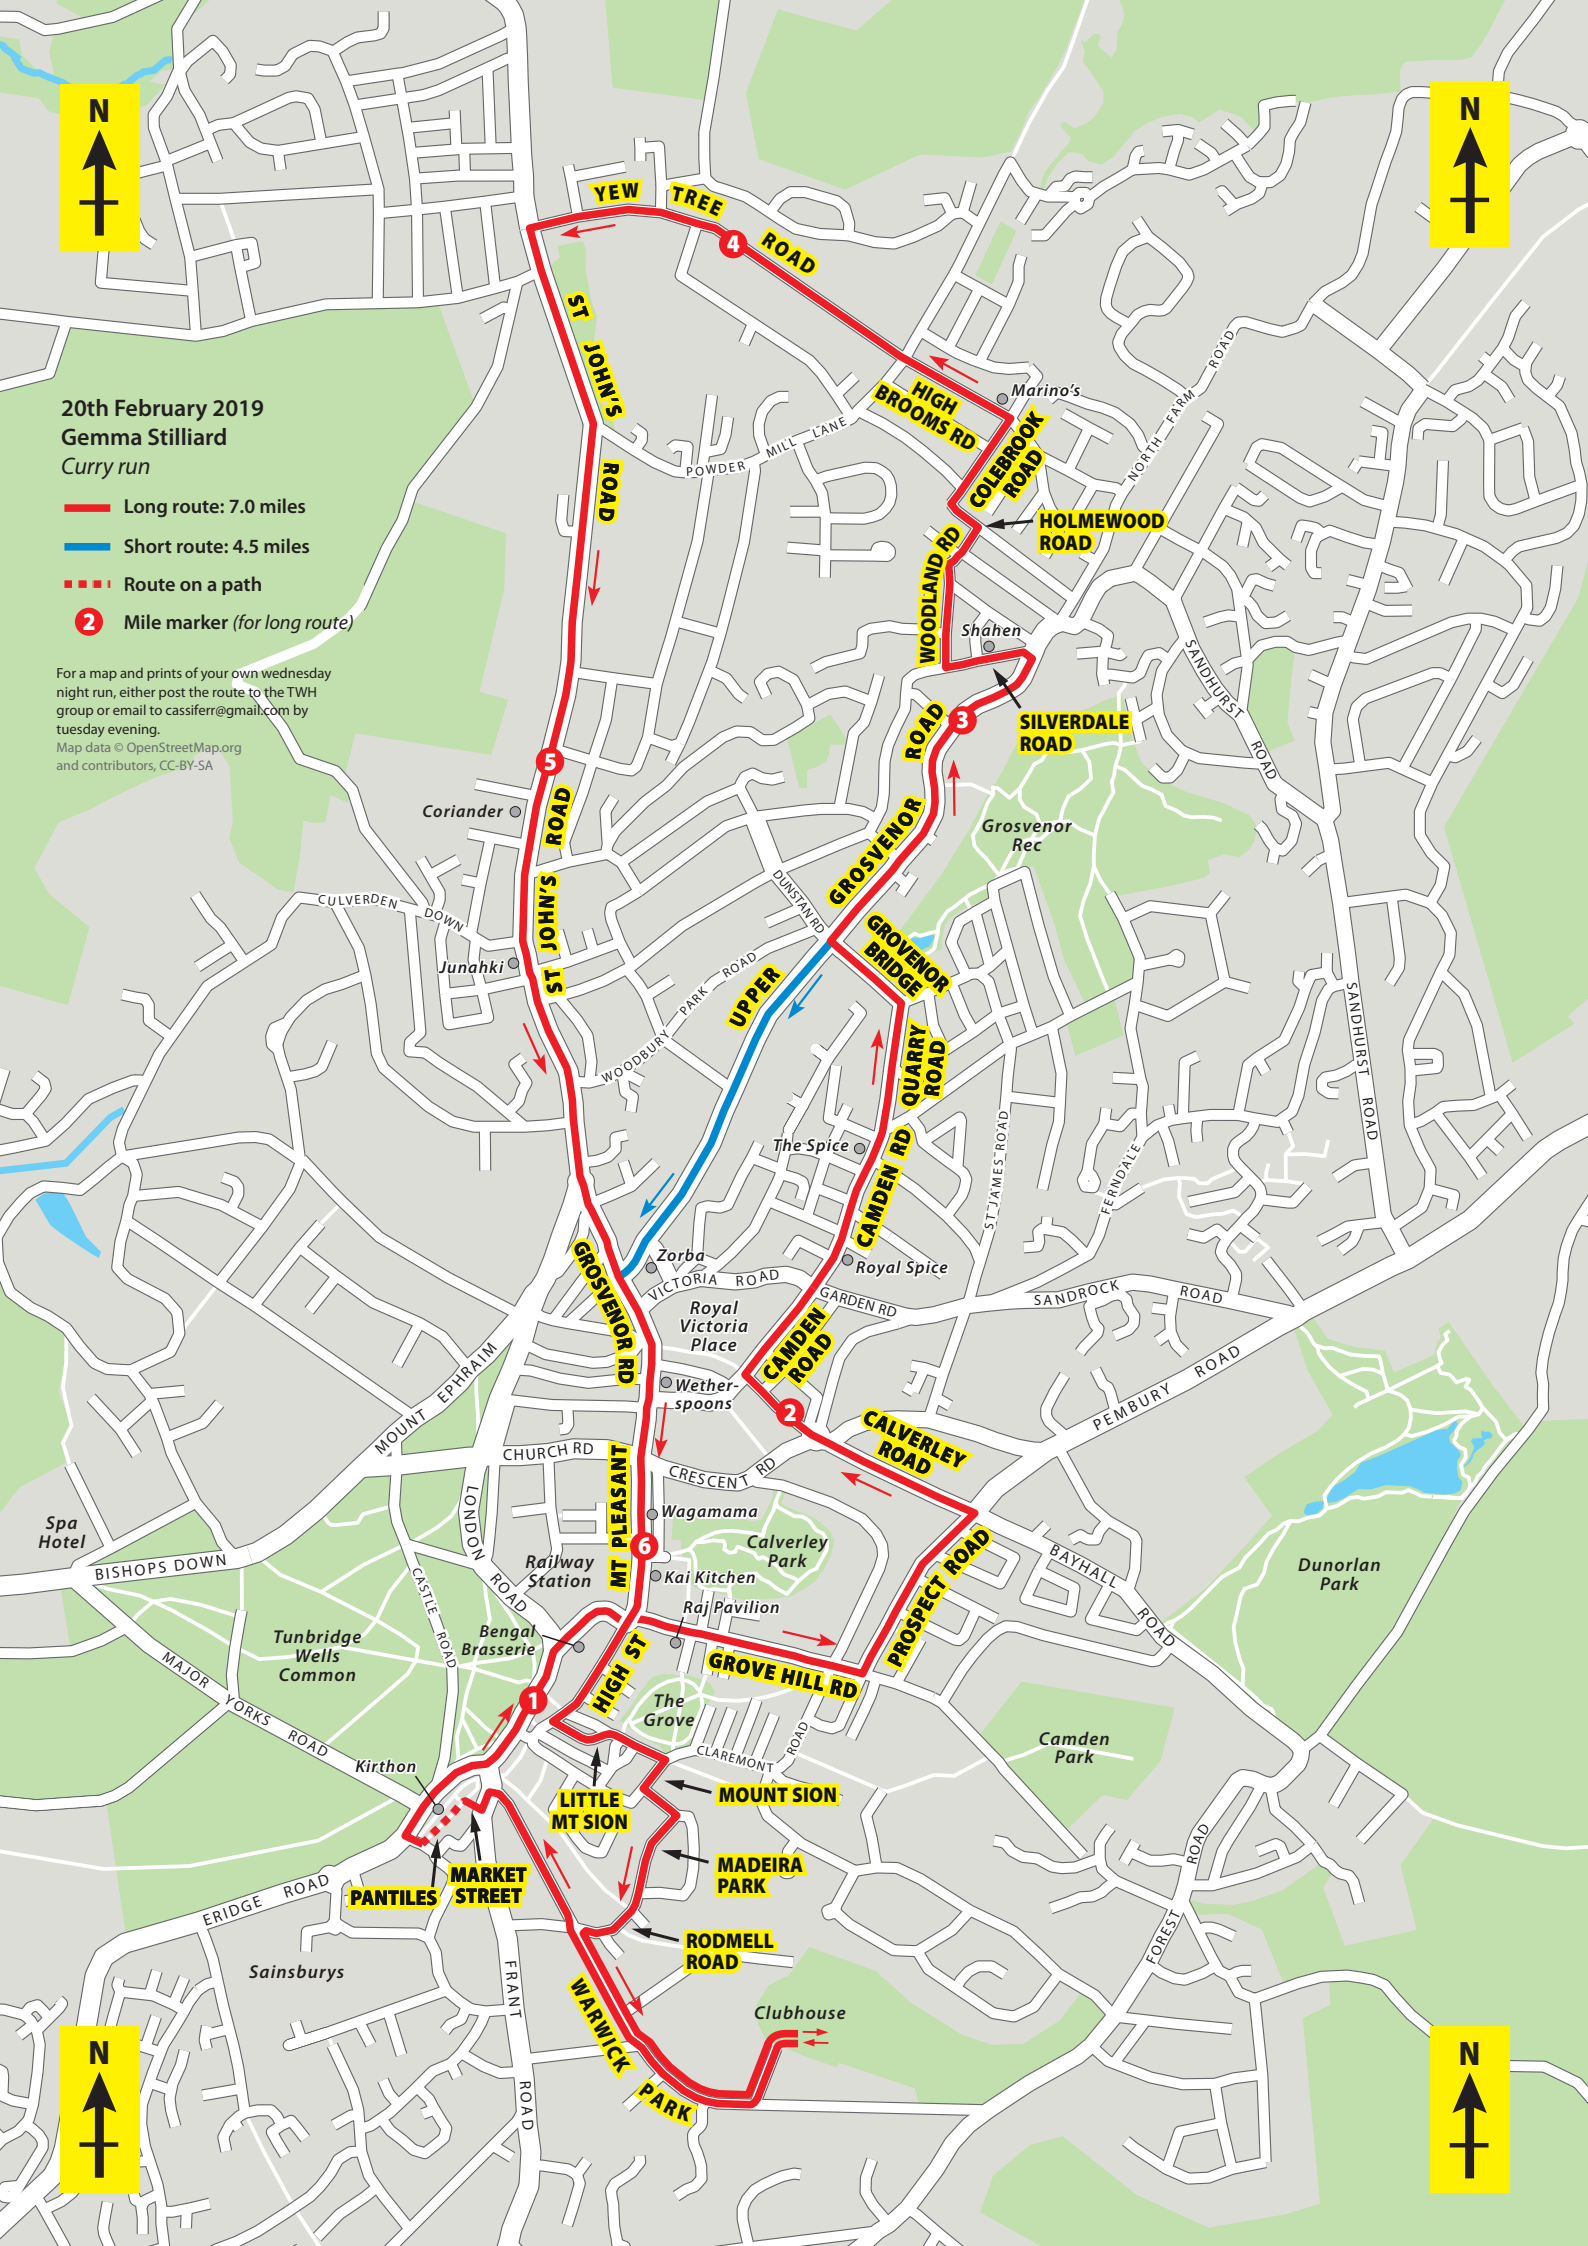 N
N
YEW TREE ROAD
4
ST JOHN'S ROAD
20th February 2019
Gemma Stilliard
Curry run
Long route: 7.0 miles
Short route: 4.5 miles
Route on a path
2
Mile marker (for long route)
For a map and prints of your own wednesday
night run, either post the route to the TWH
group or email to cassiferr@gmail.com by
tuesday evening.
Map data © OpenStreetMap.org
and contributors, CC-BY-SA
Marino's
HIGH
BROOMS RD
COLEBROOK
ROAD
NORTH FARM ROAD
POWDER MILL LANE
HOLMEWOOD
ROAD
WOODLAND RD
Shahen
SILVERDALE
ROAD
3
SANDHURST ROAD
5
Coriander
ST JOHN'S ROAD
UPPER GROSVENOR ROAD
Grosvenor
Rec
CULVERDEN DOWN
DUNSTAN RD
GROVENOR
BRIDGE
Junahki
WOODBURY PARK ROAD
QUARRY
ROAD
SANDHURST ROAD
The Spice
CAMDEN RD
ST JAMES ROAD
FERNDALE
Zorba
Royal Spice
VICTORIA ROAD
GARDEN RD
SANDROCK ROAD
GROSVENOR RD
Royal
Victoria
Place
CAMDEN
ROAD
MOUNT EPHRAIM
Wether-
spoons
2
PEMBURY ROAD
CALVERLEY
ROAD
CHURCH RD
CRESCENT RD
MT PLEASANT
LONDON ROAD
Wagamama
Spa
Hotel
6
Calverley
Park
BISHOPS DOWN
Railway
Station
Kai Kitchen
BAYHALL ROAD
PROSPECT ROAD
Dunorlan
Park
CASTLE ROAD
Raj Pavilion
Bengal
Brasserie
Tunbridge
Wells
Common
HIGH ST
GROVE HILL RD
MAJOR YORKS ROAD
1
The
Grove
CLAREMONT ROAD
Camden
Park
Kirthon
MOUNT SION
LITTLE
MT SION
MARKET
STREET
PANTILES
MADEIRA
PARK
ERIDGE ROAD
FOREST ROAD
RODMELL
ROAD
Sainsburys
FRANT ROAD
WARWICK PARK
Clubhouse
N
N